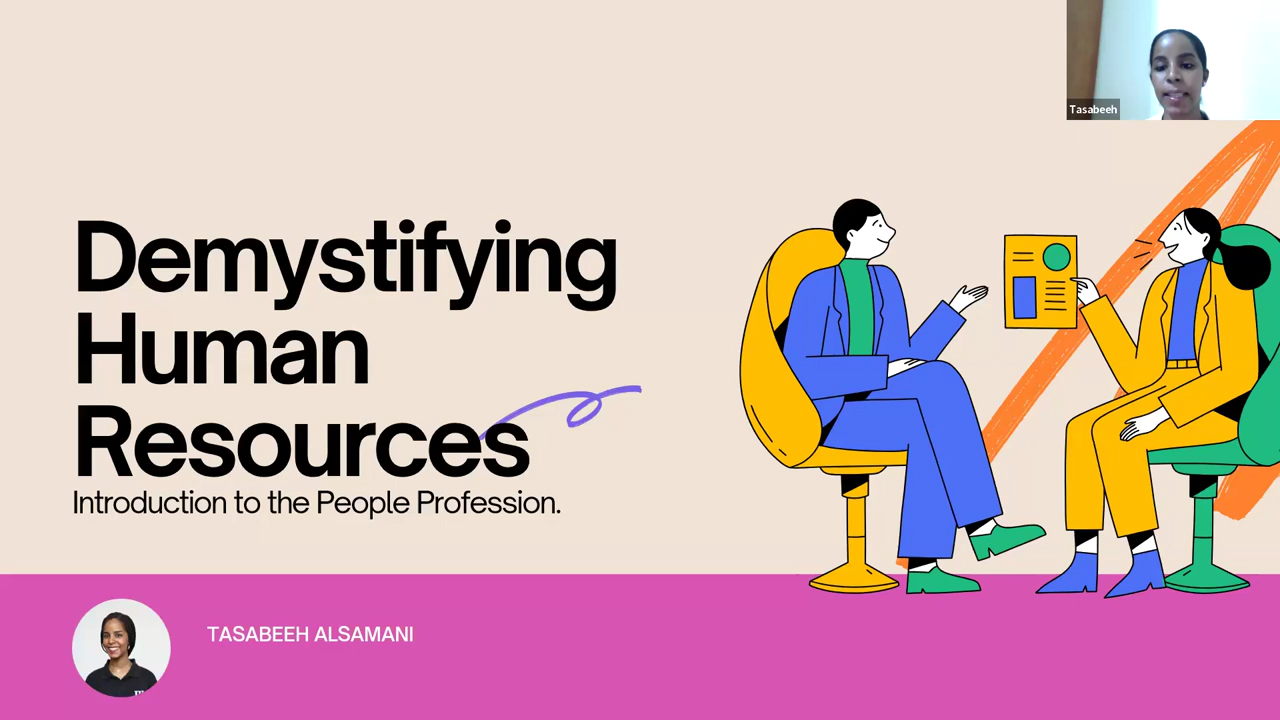 Tasabeeh
Demystifying
Human
Resources
Introduction to the People Profession.
TASABEEH ALSAMANI